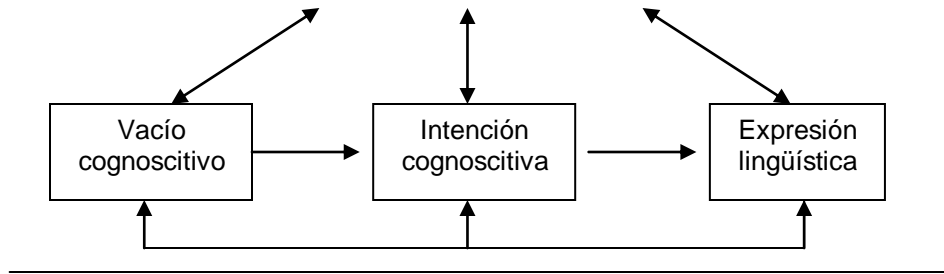 Vacío
cognoscitivo
Intención
cognoscitiva
Expresión
lingüística